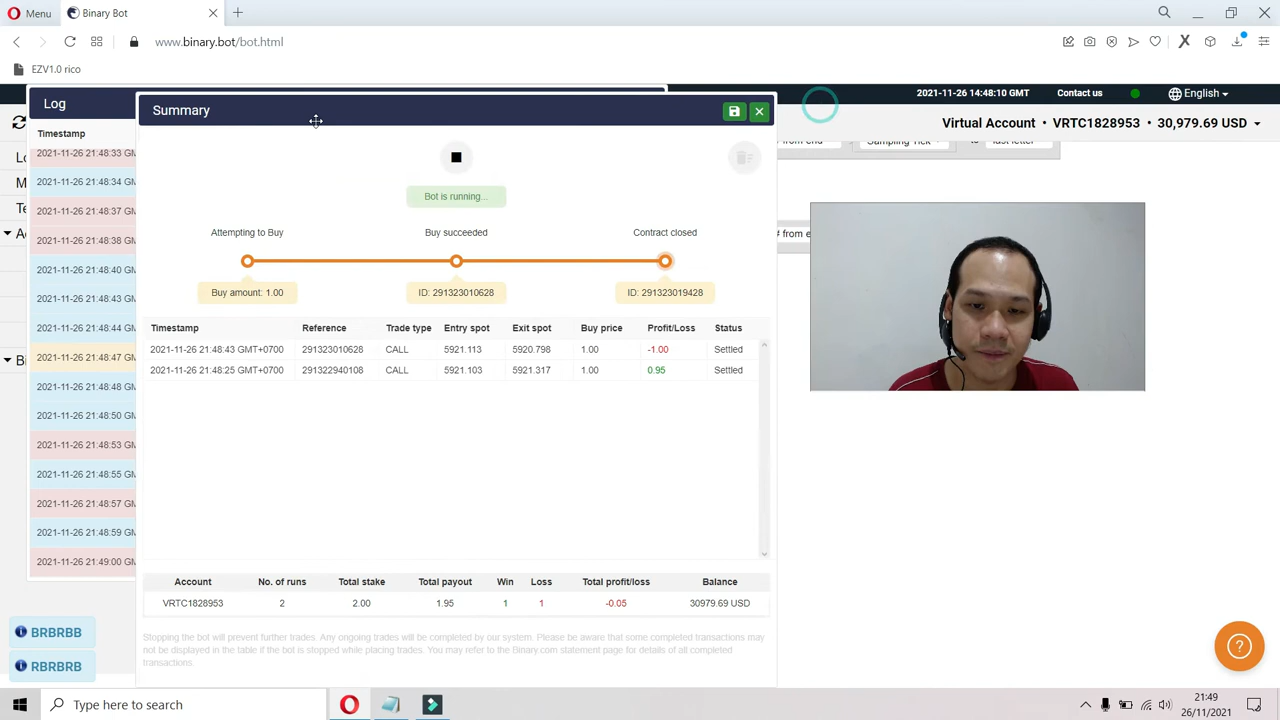 Menu
Binary Bot
www.binary.bot/bot.html
EZV1.0 rico
Log
Summary
2021-11-26 14:48:10 GMT
Contact us
English
Virtual Account • VRTC1828953 • 30,979.69 USD
Timestamp
from end
Sampling Tick
to
last letter
# from e
2021-11-26 21:48:33 GM
2021-11-26 21:48:34 GM
2021-11-26 21:48:37 GM
2021-11-26 21:48:38 GM
2021-11-26 21:48:40 GM
2021-11-26 21:48:43 GM
2021-11-26 21:48:44 GM
2021-11-26 21:48:47 GM
2021-11-26 21:48:48 GM
2021-11-26 21:48:50 GM
2021-11-26 21:48:53 GM
2021-11-26 21:48:55 GM
2021-11-26 21:48:57 GM
2021-11-26 21:48:59 GM
2021-11-26 21:49:00 GM
Bot is running...
Attempting to Buy
Buy succeeded
Contract closed
Buy amount: 1.00
ID: 291323010628
ID: 291323019428
Timestamp Reference Trade type Entry spot Exit spot Buy price Profit/Loss Status
2021-11-26 21:48:43 GMT+0700 291323010628 CALL 5921.113 5920.798 1.00 -1.00 Settled
2021-11-26 21:48:25 GMT+0700 291322940108 CALL 5921.103 5921.317 1.00 0.95 Settled
Account No. of runs Total stake Total payout Win Loss Total profit/loss Balance
VRTC1828953 2 2.00 1.95 1 1 -0.05 30979.69 USD
Stopping the bot will prevent further trades. Any ongoing trades will be completed by our system. Please be aware that some completed transactions may
not be displayed in the table if the bot is stopped while placing trades. You may refer to the Binary.com statement page for details of all completed
transactions.
BRBRBB
RBRBRB
Type here to search
21:49
26/11/2021